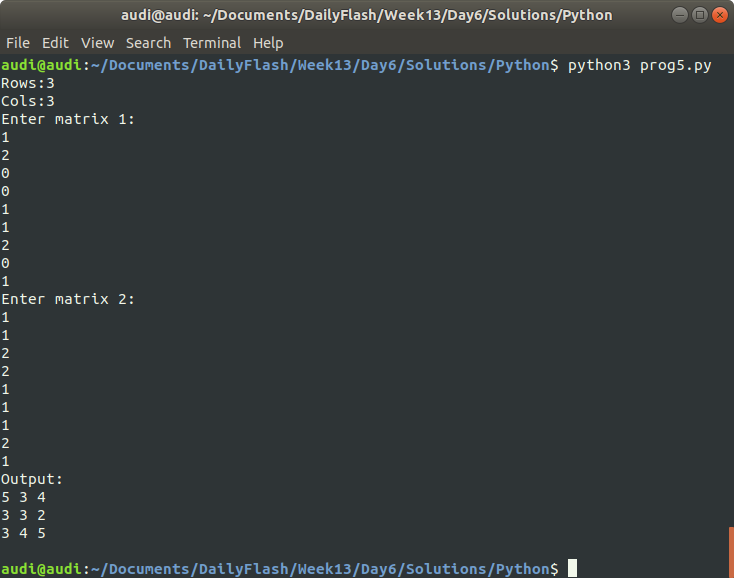 audi@audi: ~/Documents/DailyFlash/Week13/Day6/Solutions/Python
File Edit View Search Terminal Help
audi@audi:~/Documents/DailyFlash/Week13/Day6/Solutions/Python$ python3 prog5.py
Rows:3
Cols:3
Enter matrix 1:
1
2
0
0
1
1
2
0
1
Enter matrix 2:
1
1
2
2
1
1
1
2
1
Output:
5 3 4
3 3 2
3 4 5
audi@audi:~/Documents/DailyFlash/Week13/Day6/Solutions/Python$